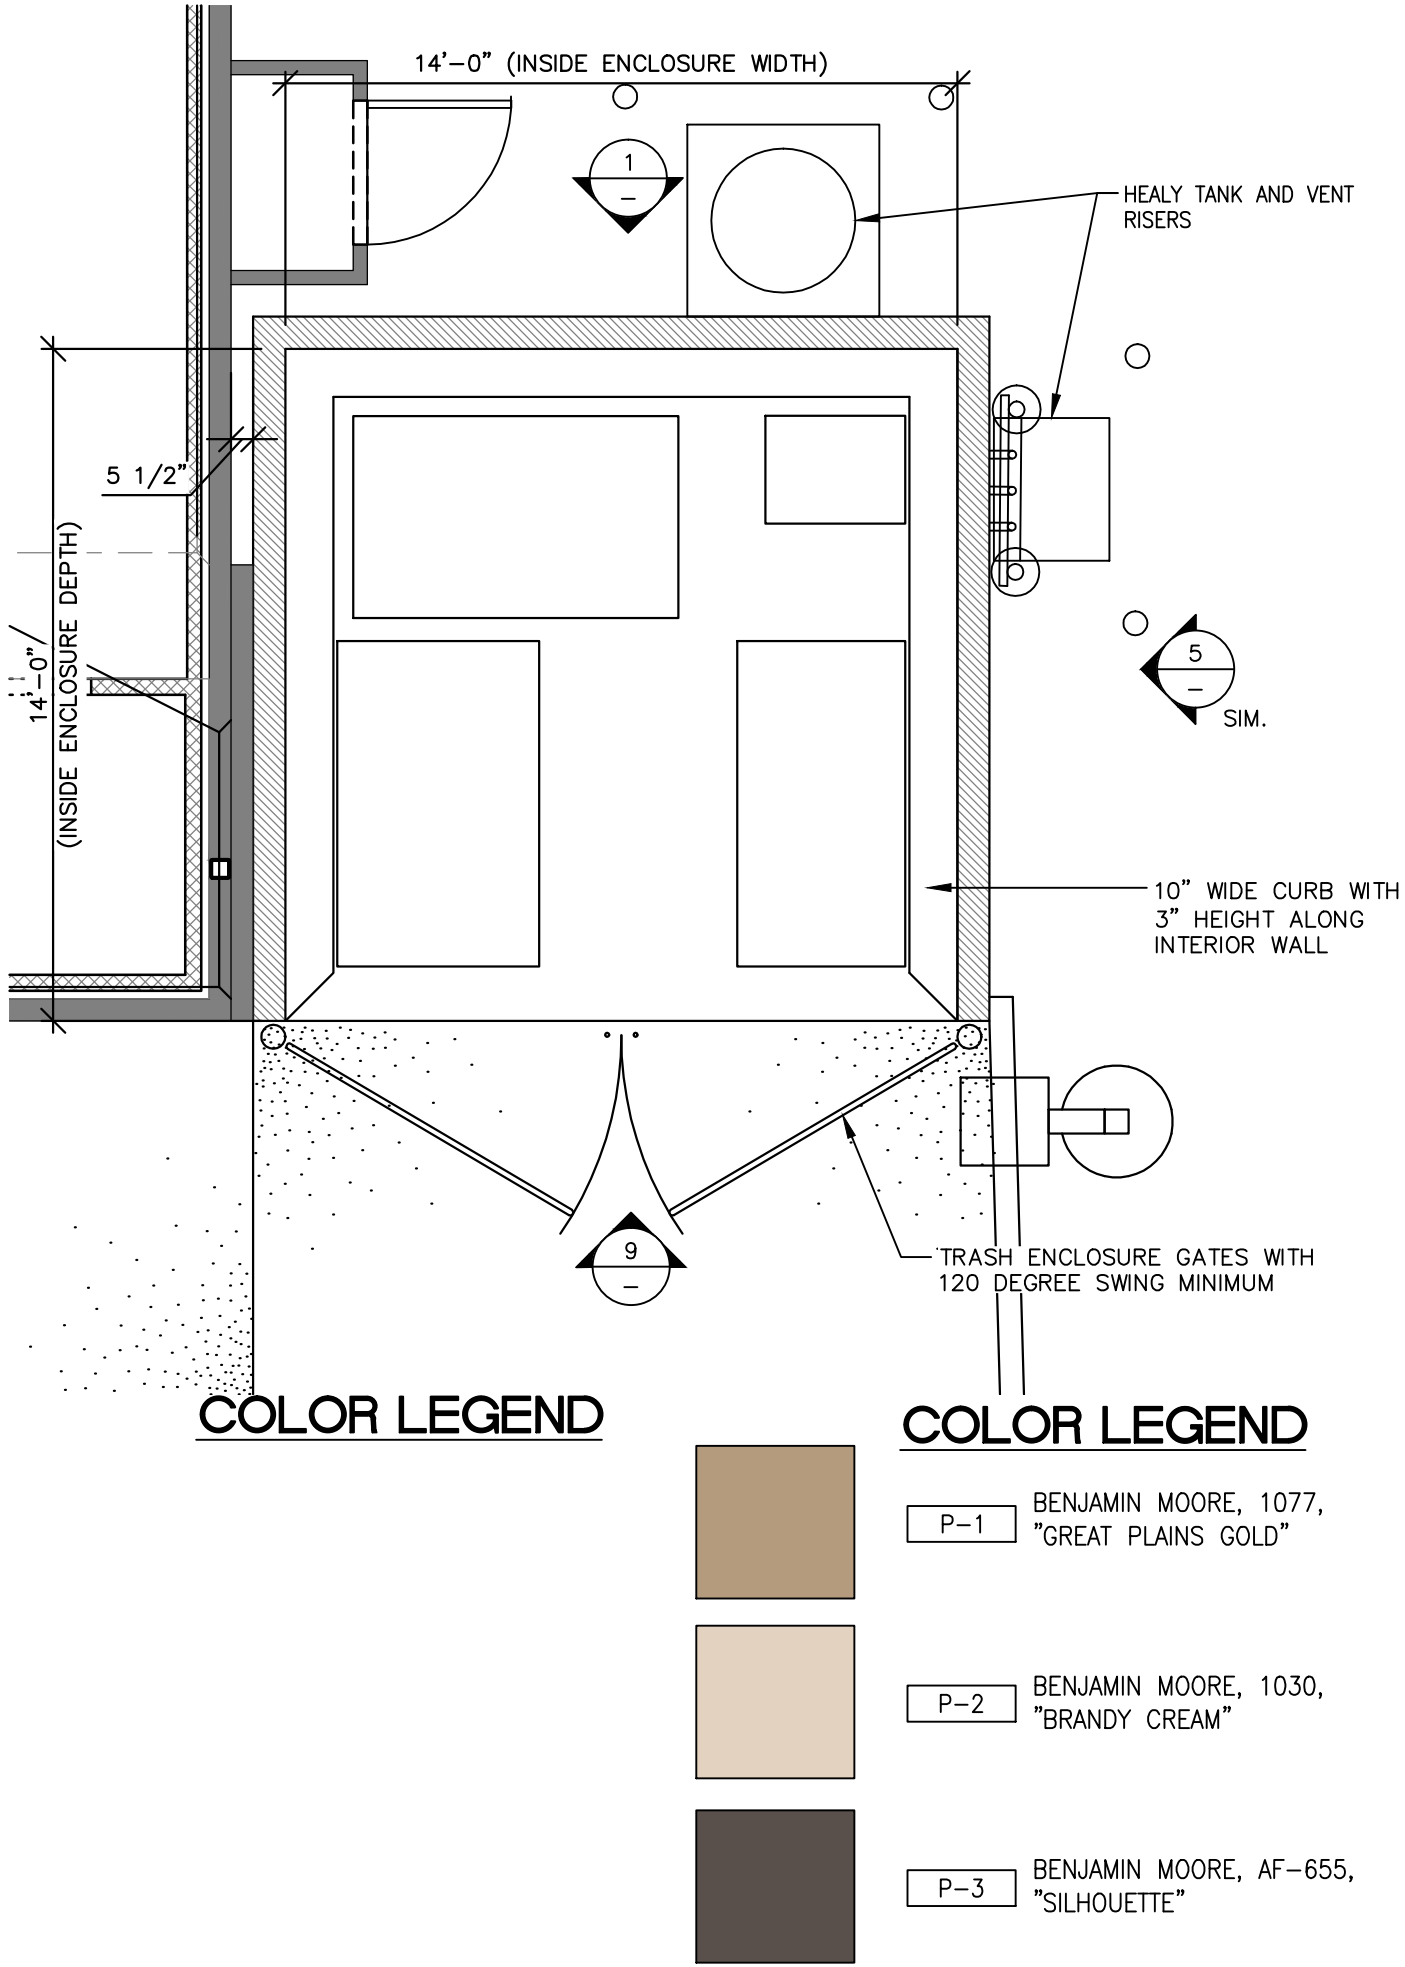 14'-0" (INSIDE ENCLOSURE WIDTH)
1
-
HEALY TANK AND VENT
RISERS
5 1/2"
14'-0"
(INSIDE ENCLOSURE DEPTH)
5
-
SIM.
10" WIDE CURB WITH
3" HEIGHT ALONG
INTERIOR WALL
9
-
TRASH ENCLOSURE GATES WITH
120 DEGREE SWING MINIMUM
COLOR LEGEND
COLOR LEGEND
P-1
BENJAMIN MOORE, 1077,
"GREAT PLAINS GOLD"
P-2
BENJAMIN MOORE, 1030,
"BRANDY CREAM"
P-3
BENJAMIN MOORE, AF-655,
"SILHOUETTE"